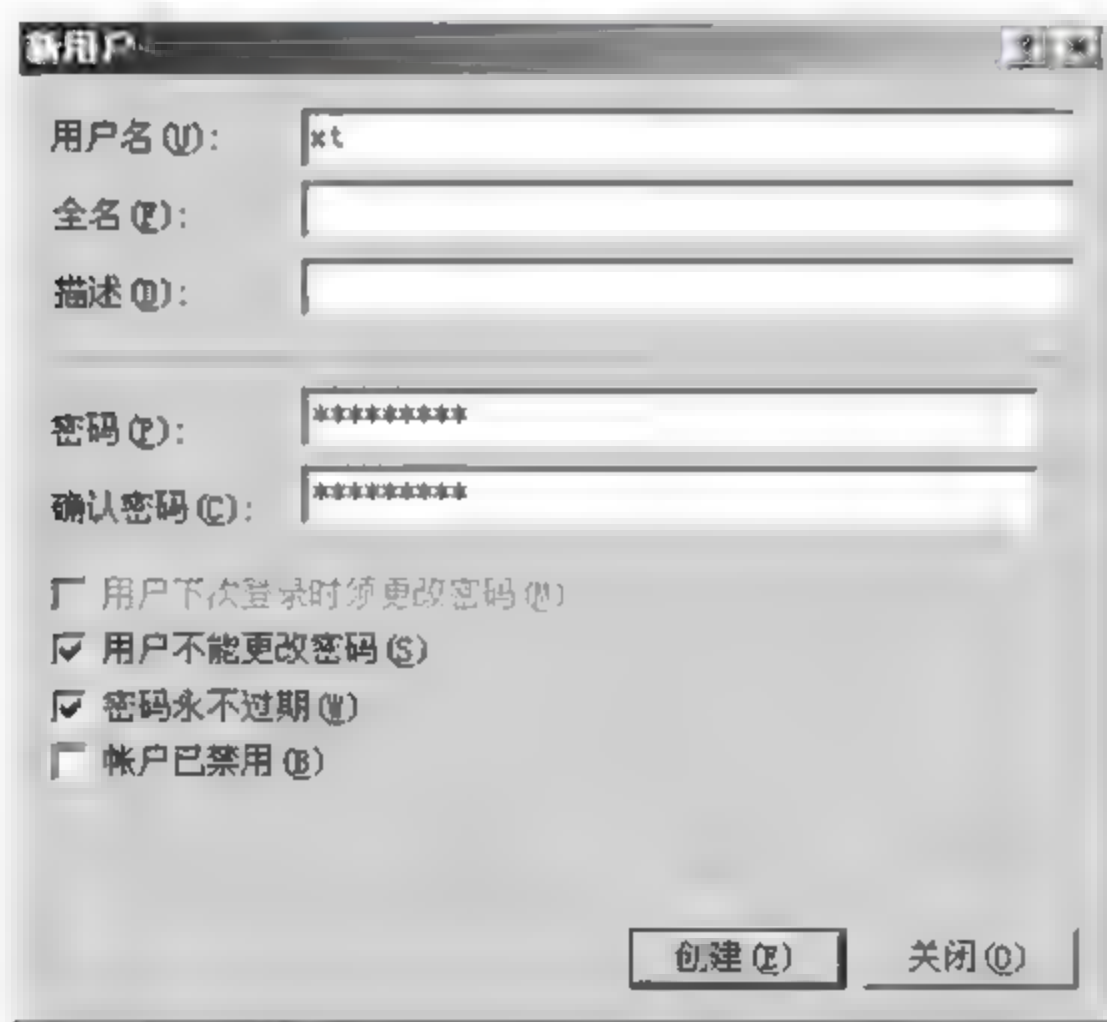 新用户
用户名(U): xt
全名(F):
描述(D):
密码(P): *********
确认密码(C): *********
用户下次登录时须更改密码(M)
用户不能更改密码(S)
密码永不过期(W)
帐户已禁用(B)
创建(E) 关闭(O)